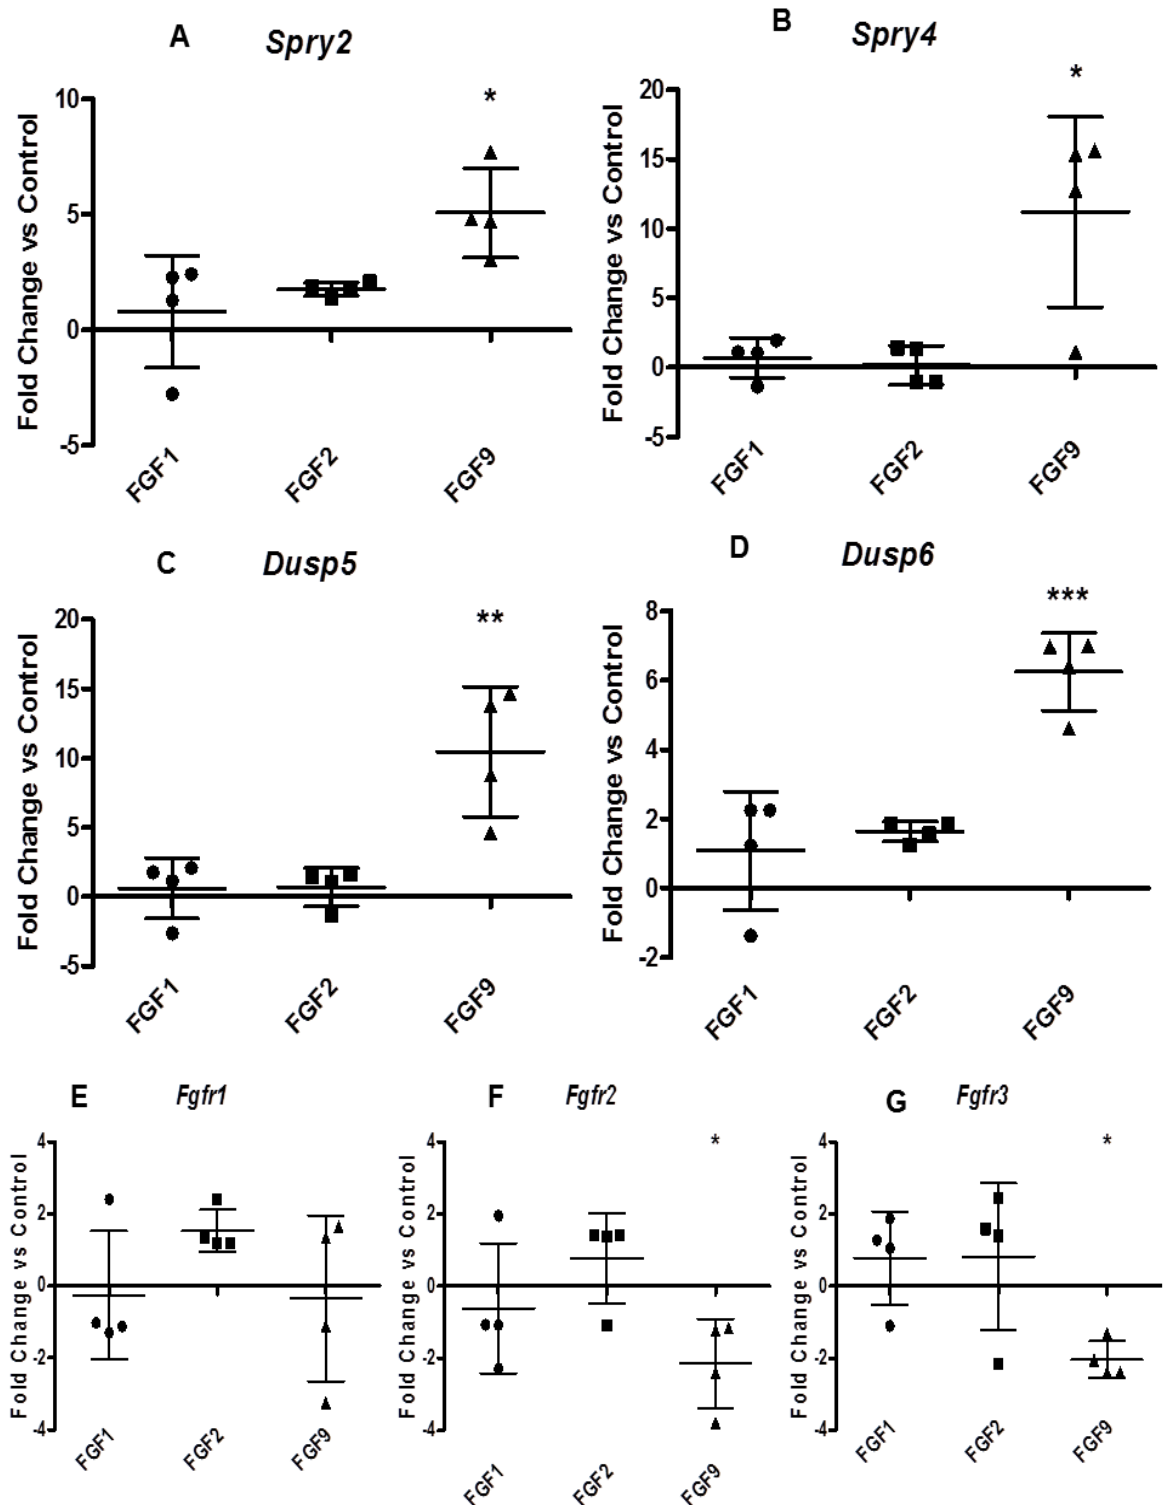 A Spry2
B Spry4
Fold Change vs Control
10
5
0
-5
*
FGF1
FGF2
FGF9
Fold Change vs Control
20
15
10
5
0
-5
*
FGF1
FGF2
FGF9
C Dusp5
D Dusp6
Fold Change vs Control
20
15
10
5
0
-5
**
FGF1
FGF2
FGF9
Fold Change vs Control
8
6
4
2
0
-2
***
FGF1
FGF2
FGF9
E Fgfr1
F Fgfr2
G Fgfr3
Fold Change vs Control
4
2
0
-2
-4
FGF1
FGF2
FGF9
Fold Change vs Control
4
2
0
-2
-4
*
FGF1
FGF2
FGF9
Fold Change vs Control
4
2
0
-2
-4
*
FGF1
FGF2
FGF9